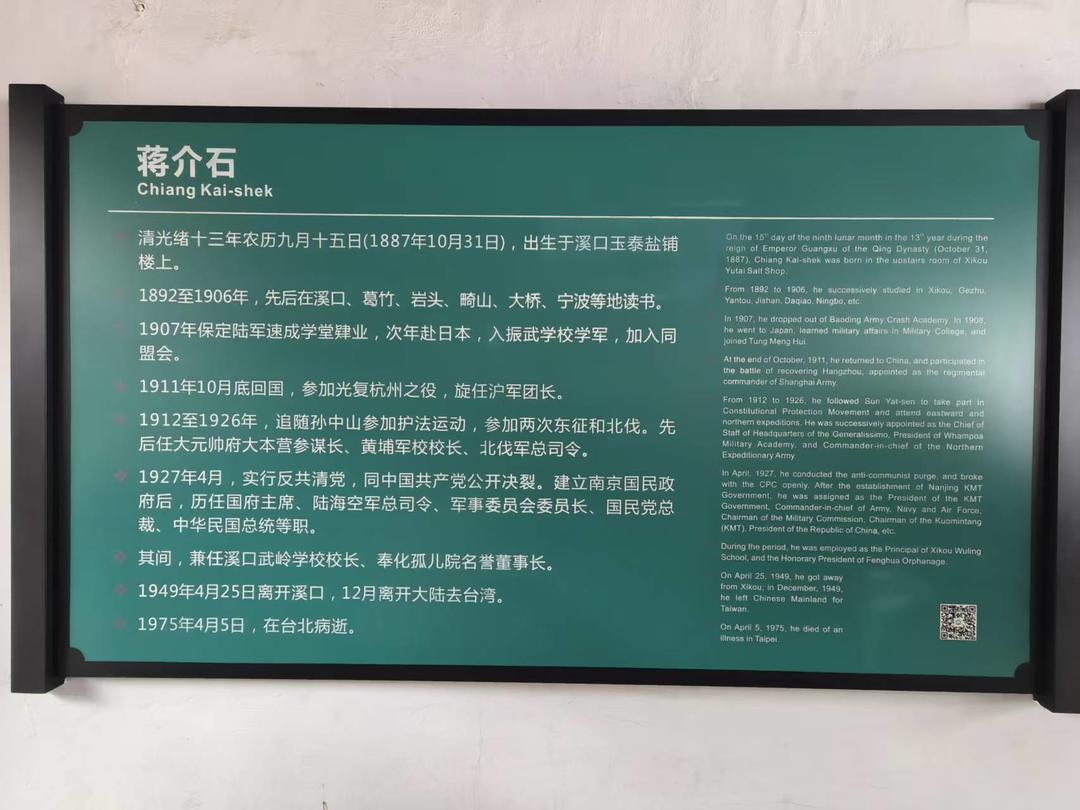 蒋介石
Chiang Kai-shek
清光绪十三年农历九月十五日(1887年10月31日)，出生于溪口玉泰盐铺
楼上。
1892至1906年，先后在溪口、葛竹、岩头、畸山、大桥、宁波等地读书。
1907年保定陆军速成学堂肄业，次年赴日本，入振武学校学军，加入同
盟会。
1911年10月底回国，参加光复杭州之役，旋任沪军团长。
1912至1926年，追随孙中山参加护法运动，参加两次东征和北伐。先
后任大元帅府大本营参谋长、黄埔军校校长、北伐军总司令。
1927年4月，实行反共清党，同中国共产党公开决裂。建立南京国民政
府后，历任国府主席、陆海空军总司令、军事委员会委员长、国民党总
裁、中华民国总统等职。
其间，兼任溪口武岭学校校长、奉化孤儿院名誉董事长。
1949年4月25日离开溪口，12月离开大陆去台湾。
1975年4月5日，在台北病逝。
On the 15th day of the ninth lunar month in the 13th year during the
reign of Emperor Guangxu of the Qing Dynasty (October 31,
1887), Chiang Kai-shek was born in the upstairs room of Xikou
Yutai Salt Shop.
From 1892 to 1906, he successively studied in Xikou, Gezhu,
Yantou, Jishan, Daqiao, Ningbo, etc.
In 1907, he dropped out of Baoding Army Crash Academy. In 1908,
he went to Japan, learned military affairs in Military College, and
joined Tung Meng Hui.
At the end of October, 1911, he returned to China, and participated in
the battle of recovering Hangzhou, appointed as the regimental
commander of Shanghai Army.
From 1912 to 1926, he followed Sun Yat-sen to take part in
Constitutional Protection Movement and attend eastward and
northern expeditions. He was successively appointed as the Chief of
Staff of Headquarters of the Generalissimo, President of Whampoa
Military Academy, and Commander-in-chief of the Northern
Expeditionary Army.
In April, 1927, he conducted the anti-communist purge, and broke
with the CPC openly. After the establishment of Nanjing KMT
Government, he was assigned as the President of the KMT
Government, Commander-in-chief of Army, Navy and Air Force,
Chairman of the Military Commission, Chairman of the Kuomintang
(KMT), President of the Republic of China, etc.
During the period, he was employed as the Principal of Xikou Wuling
School, and the Honorary President of Fenghua Orphanage.
On April 25, 1949, he got away
from Xikou; in December, 1949,
he left Chinese Mainland for
Taiwan.
On April 5, 1975, he died of an
illness in Taipei.